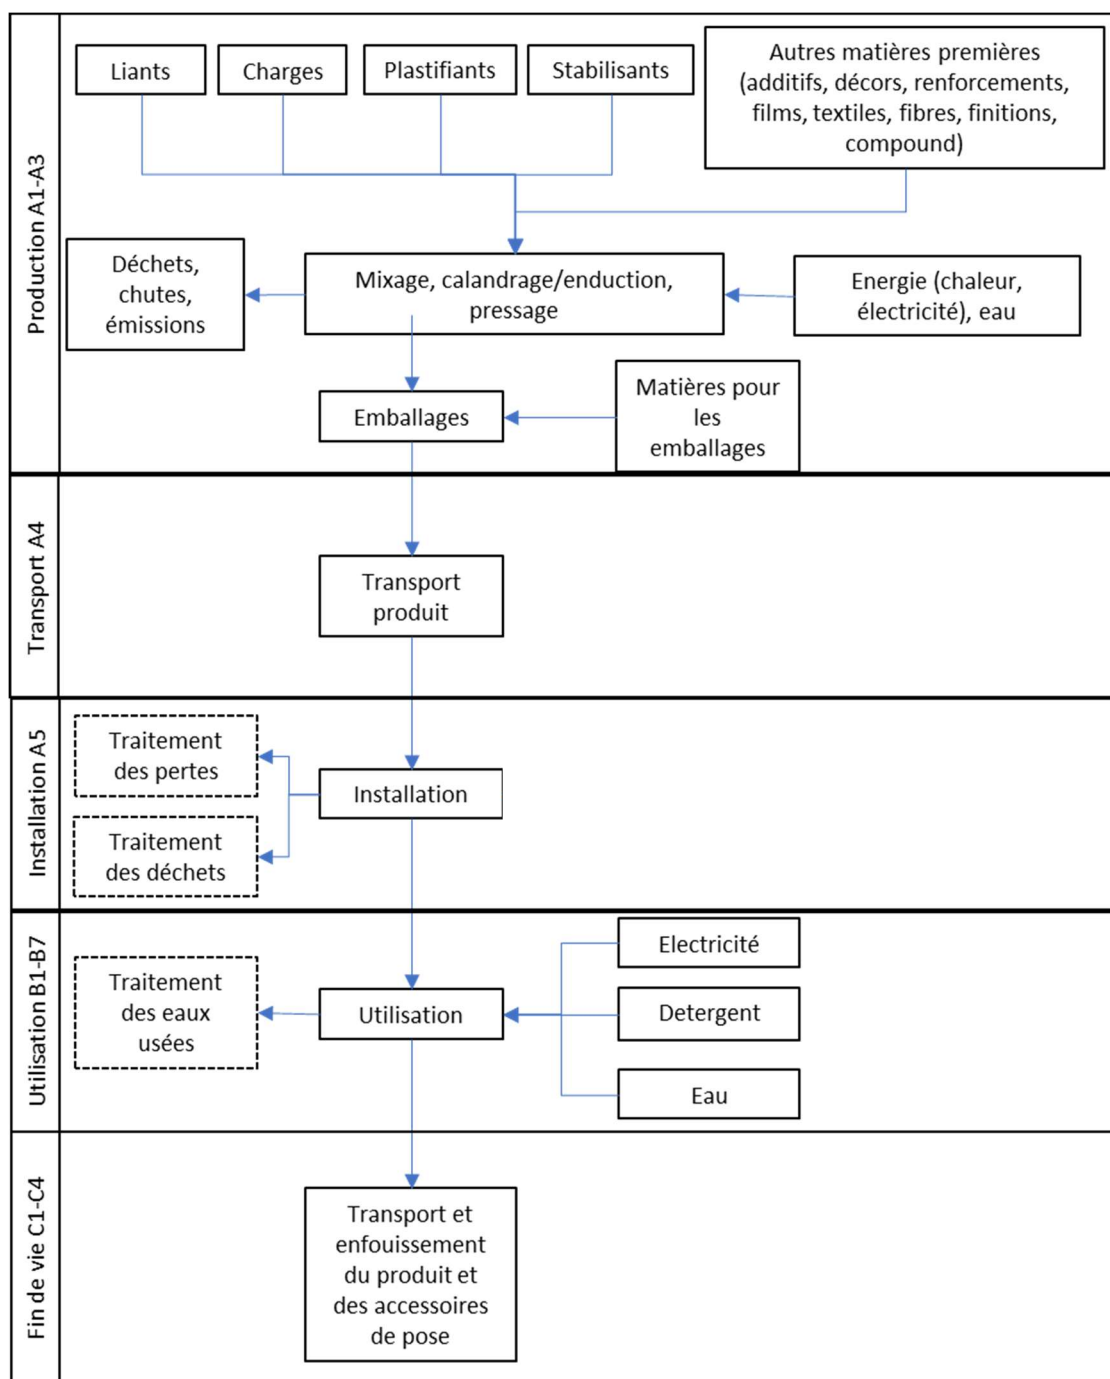 Production A1-A3
Liants
Charges
Plastifiants
Stabilisants
Autres matières premières
(additifs, décors, renforcements,
films, textiles, fibres, finitions,
compound)
Déchets,
chutes,
émissions
Mixage, calandrage/enduction,
pressage
Energie (chaleur,
électricité), eau
Emballages
Matières pour
les
emballages
Transport A4
Transport
produit
Installation A5
Traitement
des pertes
Installation
Traitement
des déchets
Utilisation B1-B7
Traitement
des eaux
usées
Utilisation
Electricité
Detergent
Eau
Fin de vie C1-C4
Transport et
enfouissement
du produit et
des accessoires
de pose